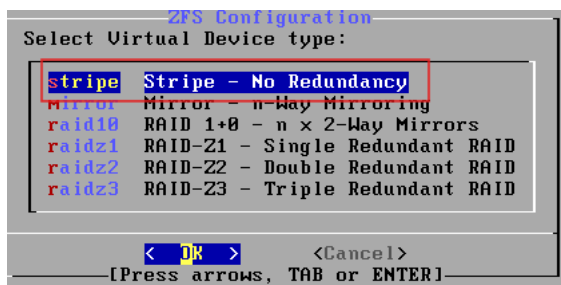 ZFS Configuration
Select Virtual Device type:
stripe Stripe - No Redundancy
mirror Mirror - n-Way Mirroring
raid10 RAID 1+0 - n x 2-Way Mirrors
raidz1 RAID-Z1 - Single Redundant RAID
raidz2 RAID-Z2 - Double Redundant RAID
raidz3 RAID-Z3 - Triple Redundant RAID
< OK > <Cancel>
[Press arrows, TAB or ENTER]